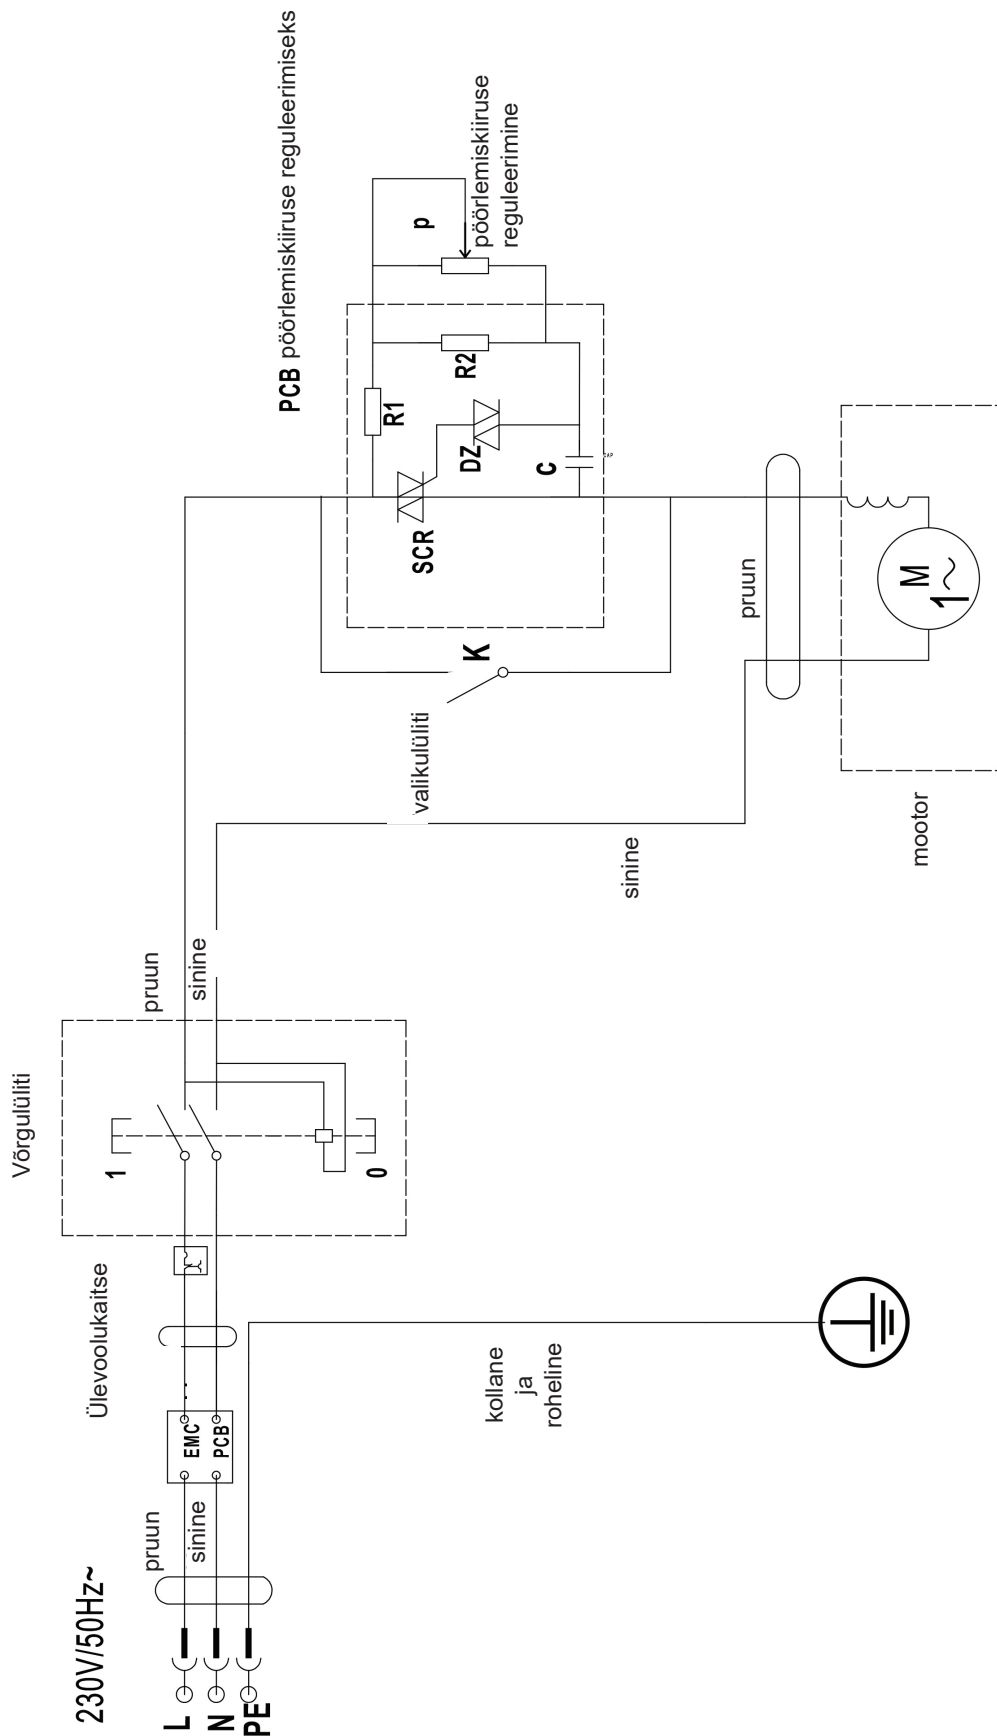 230V/50Hz~
L
N
PE
pruun
sinine
EMC
PCB
Ülevoolukaitse
kollane
ja
roheline
Võrgulüliti
1
0
pruun
sinine
sinine
valikulüliti
K
PCB pöörlemiskiiruse reguleerimiseks
SCR
R1
DZ
R2
C
CAP
p
pöörlemiskiiruse
reguleerimine
pruun
M
1~
mootor